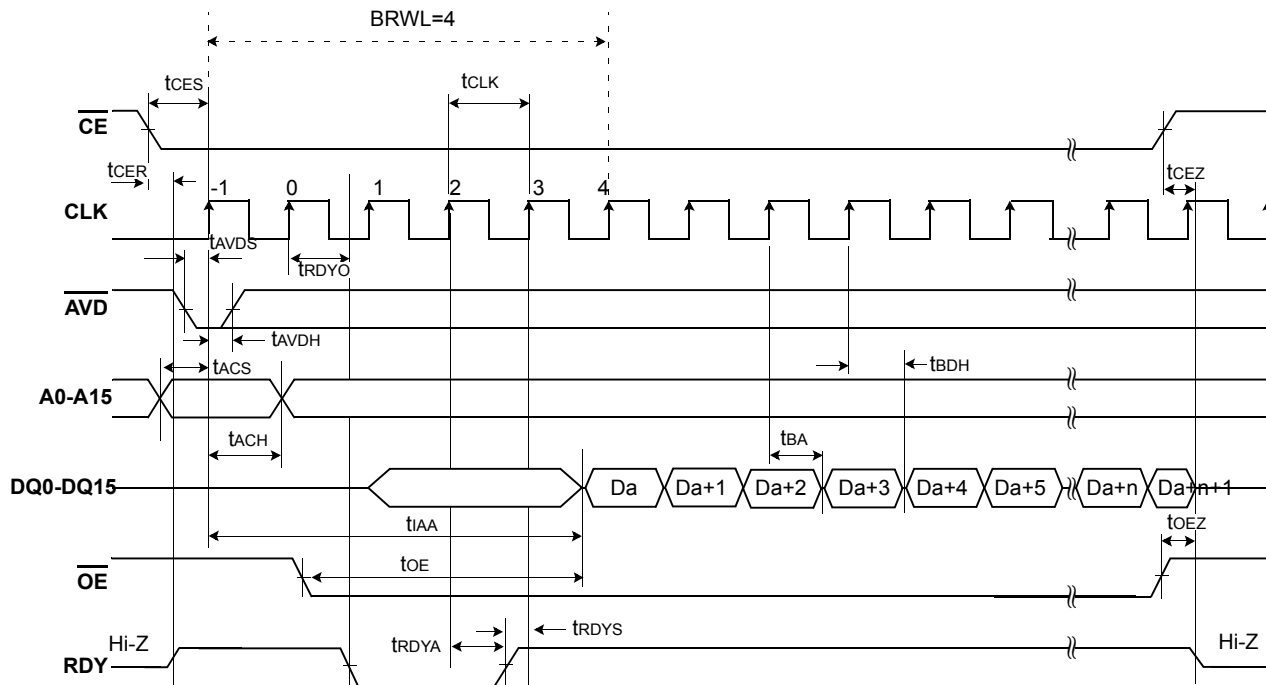 BRWL=4
tCES
tCLK
CE
tCER
tCEZ
-1 0 1 2 3 4
CLK
tAVDS
tRDYO
AVD
tAVDH
tACS
tBDH
A0-A15
tACH
tBA
DQ0-DQ15
Da Da+1 Da+2 Da+3 Da+4 Da+5 Da+n Da+n+1
tIAA
tOEZ
tOE
OE
tRDYS
Hi-Z
tRDYA
Hi-Z
RDY